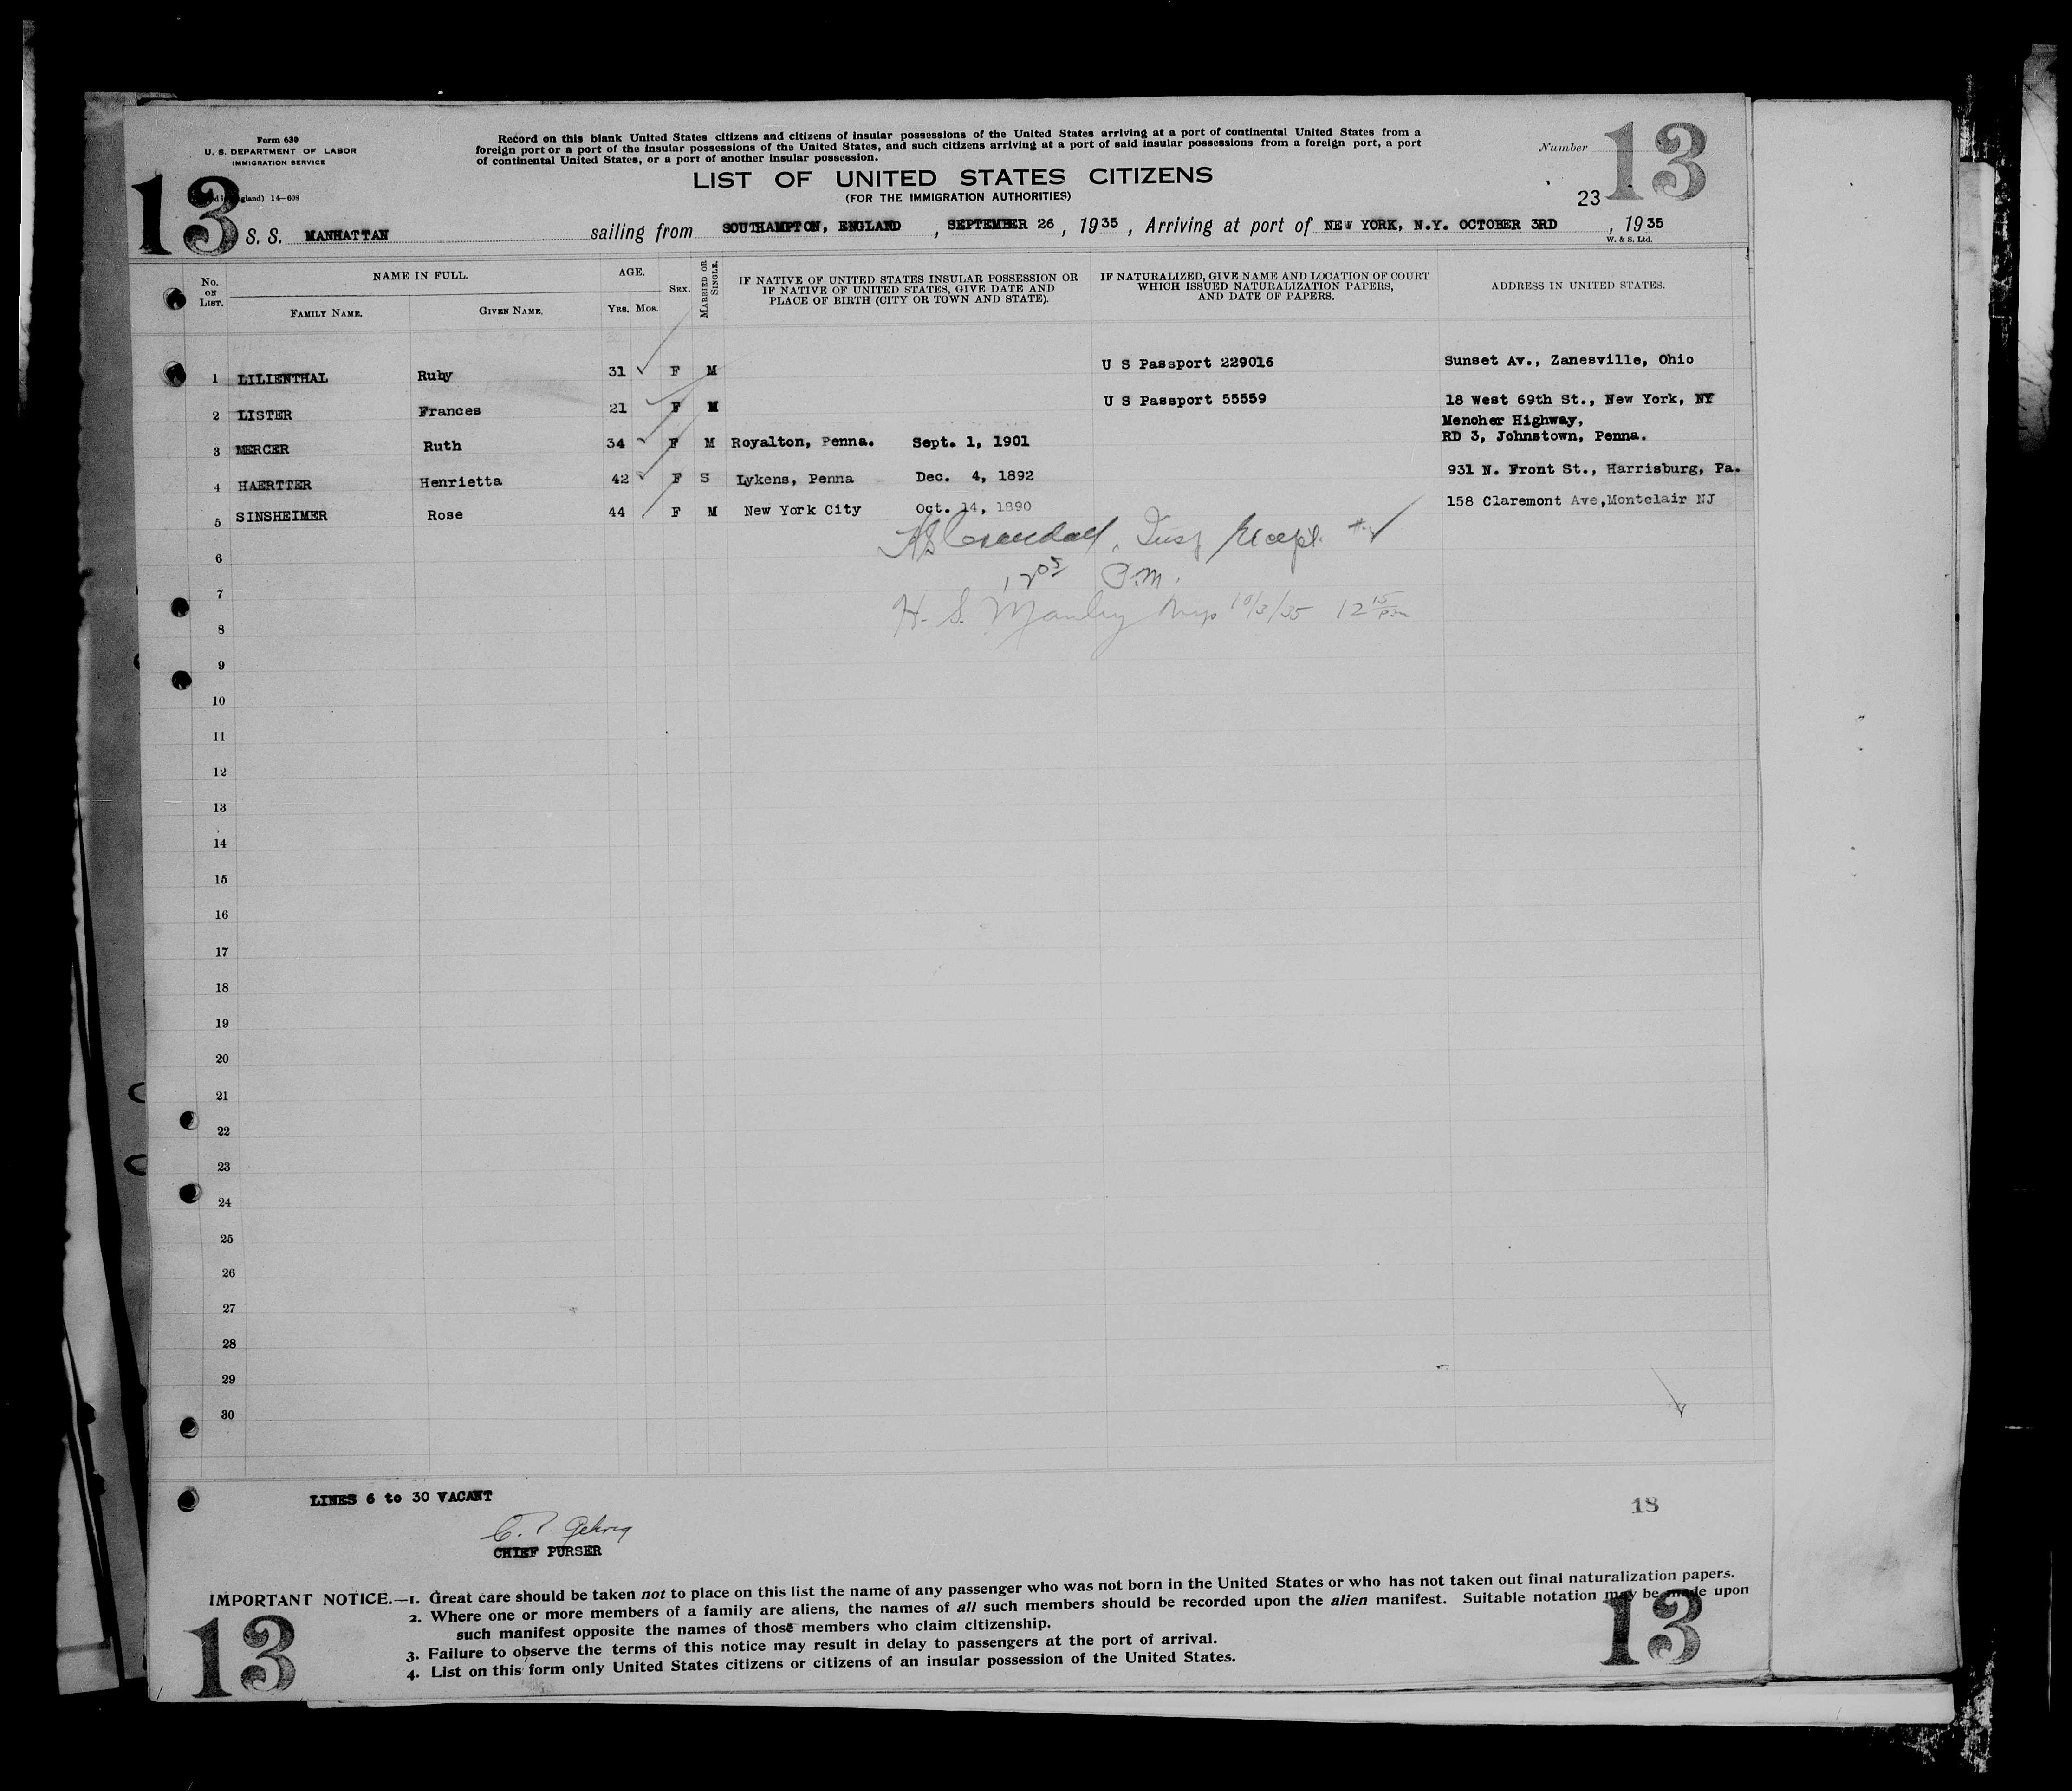 Form 630
U. S. DEPARTMENT OF LABOR
IMMIGRATION SERVICE
14—608
13
Record on this blank United States citizens and citizens of insular possessions of the United States arriving at a port of continental United States from a
foreign port or a port of the insular possessions of the United States, and such citizens arriving at a port of said insular possessions from a foreign port, a port
of continental United States, or a port of another insular possession.
Number 13
LIST OF UNITED STATES CITIZENS
(FOR THE IMMIGRATION AUTHORITIES)
23
S. S. MANHATTAN sailing from SOUTHAMPTON, ENGLAND, SEPTEMBER 26, 1935, Arriving at port of NEW YORK, N.Y. OCTOBER 3RD, 1935
W. & S. Ltd.
No. ON LIST. NAME IN FULL. FAMILY NAME. GIVEN NAME. AGE. YRS. MOS. SEX. MARRIED OR SINGLE. IF NATIVE OF UNITED STATES INSULAR POSSESSION OR IF NATIVE OF UNITED STATES, GIVE DATE AND PLACE OF BIRTH (CITY OR TOWN AND STATE). IF NATURALIZED, GIVE NAME AND LOCATION OF COURT WHICH ISSUED NATURALIZATION PAPERS, AND DATE OF PAPERS. ADDRESS IN UNITED STATES.
1 LILIENTHAL Ruby 31 F M U S Passport 229016 Sunset Av., Zanesville, Ohio
2 LISTER Frances 21 F M U S Passport 55559 18 West 69th St., New York, NY
3 MERCER Ruth 34 F M Royalton, Penna. Sept. 1, 1901 Menoher Highway, RD 3, Johnstown, Penna.
4 HAERTTER Henrietta 42 F S Lykens, Penna Dec. 4, 1892 931 N. Front St., Harrisburg, Pa.
5 SINSHEIMER Rose 44 F M New York City Oct. 14, 1890 158 Claremont Ave,Montclair NJ
Crandall
6
12 05 P.M.
7
H. S. Manley Insp 10/3/35 12 15 pm
8
9
10
11
12
13
14
15
16
17
18
19
20
21
22
23
24
25
26
27
28
29
30
LINES 6 to 30 VACANT
18
Gehrig
CHIEF PURSER
IMPORTANT NOTICE.—1. Great care should be taken not to place on this list the name of any passenger who was not born in the United States or who has not taken out final naturalization papers.
2. Where one or more members of a family are aliens, the names of all such members should be recorded upon the alien manifest. Suitable notation may be made upon
such manifest opposite the names of those members who claim citizenship.
3. Failure to observe the terms of this notice may result in delay to passengers at the port of arrival.
4. List on this form only United States citizens or citizens of an insular possession of the United States.
13
13